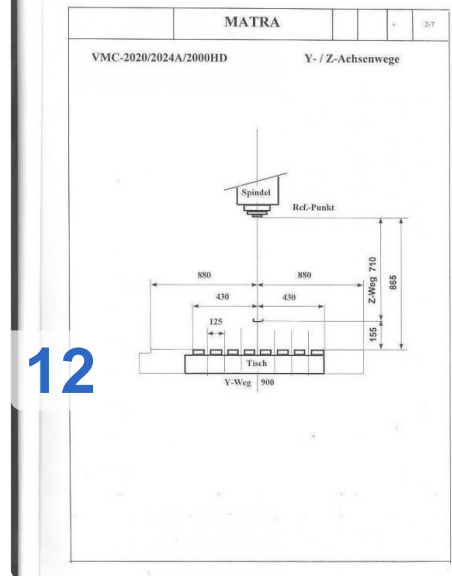 MATRA
2-7
VMC-2020/2024A/2000HD Y- / Z-Achsenwege
Spindel
Ref.-Punkt
880 880
430 430
125
Z-Weg 710
865
155
Tisch
Y-Weg 900
12